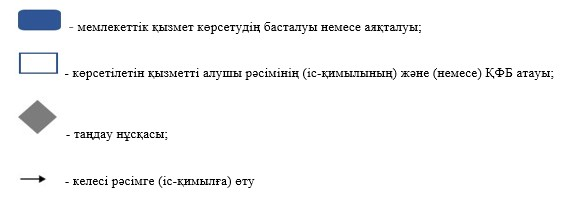 - мемлекеттік қызмет көрсетудің басталуы немесе аяқталуы;
- көрсетілетін қызметті алушы рәсімінің (іс-қимылының) және (немесе) ҚФБ атауы;
- таңдау нұсқасы;
- келесі рәсімге (іс-қимылға) өту